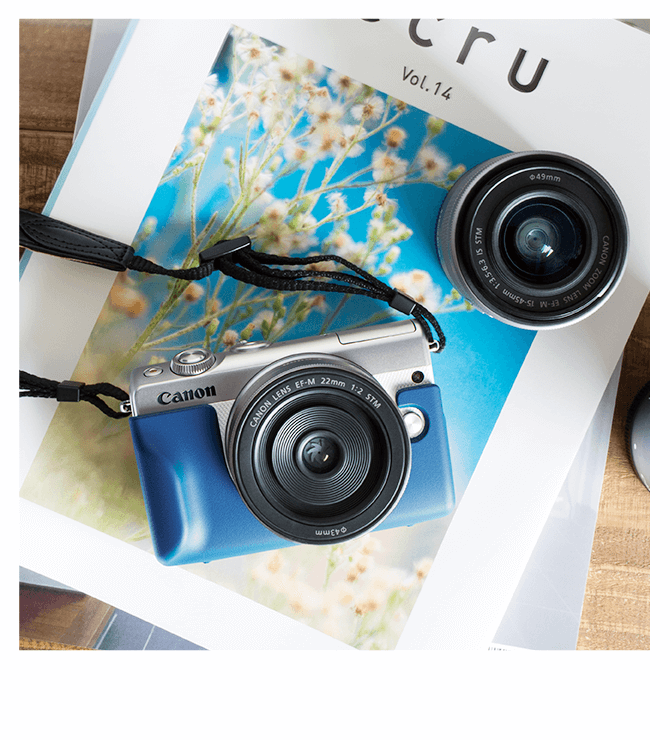 ecru
Vol.14
Φ49mm
CANON ZOOM LENS EF-M 15-45mm 1:3.5-6.3 IS STM
Canon
CANON LENS EF-M 22mm 1:2 STM
Φ43mm